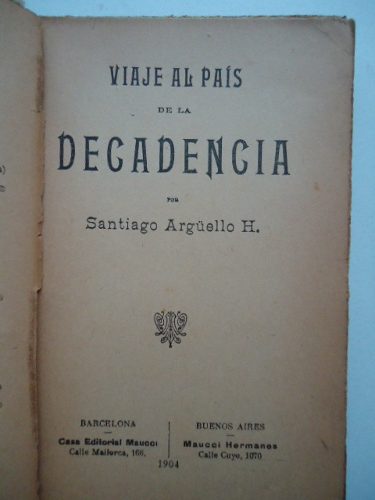 VIAJE AL PAÍS
DE LA
DECADENCIA
POR
Santiago Argüello H.
BARCELONA
Casa Editorial Maucci
Calle Mallorca, 166,
BUENOS AIRES
Maucci Hermanos
Calle Cuyo, 1070
1904